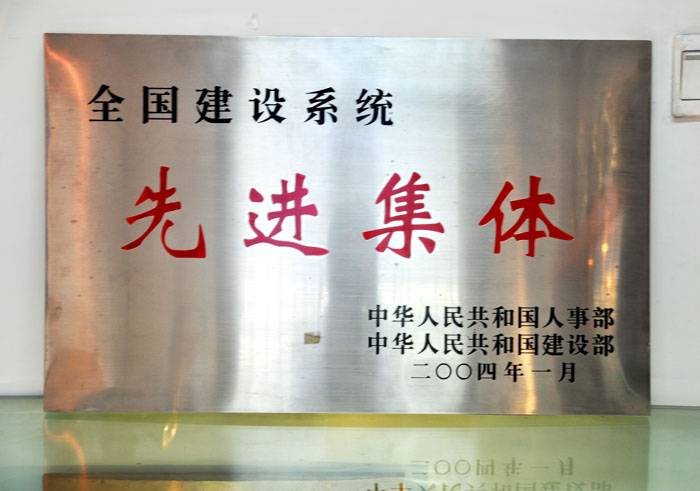 全国建设系统
先进集体
中华人民共和国人事部
中华人民共和国建设部
二〇〇四年一月